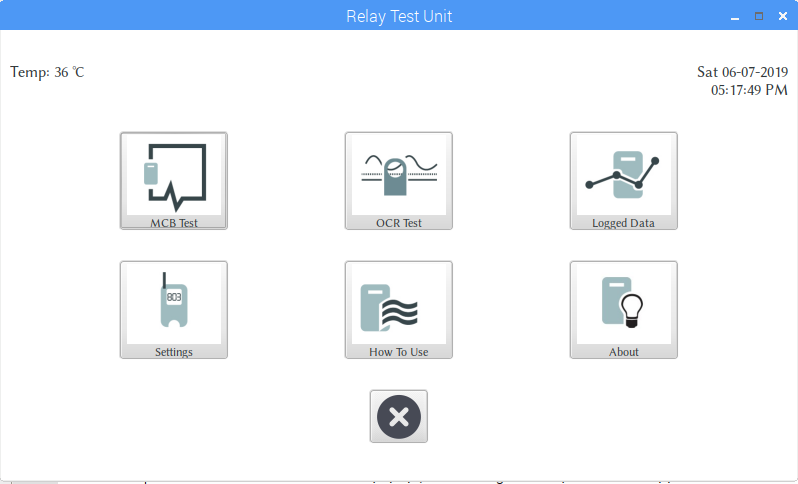 Relay Test Unit
Temp: 36 ℃
Sat 06-07-2019
05:17:49 PM
MCB Test
OCR Test
Logged Data
803
Settings
How To Use
About